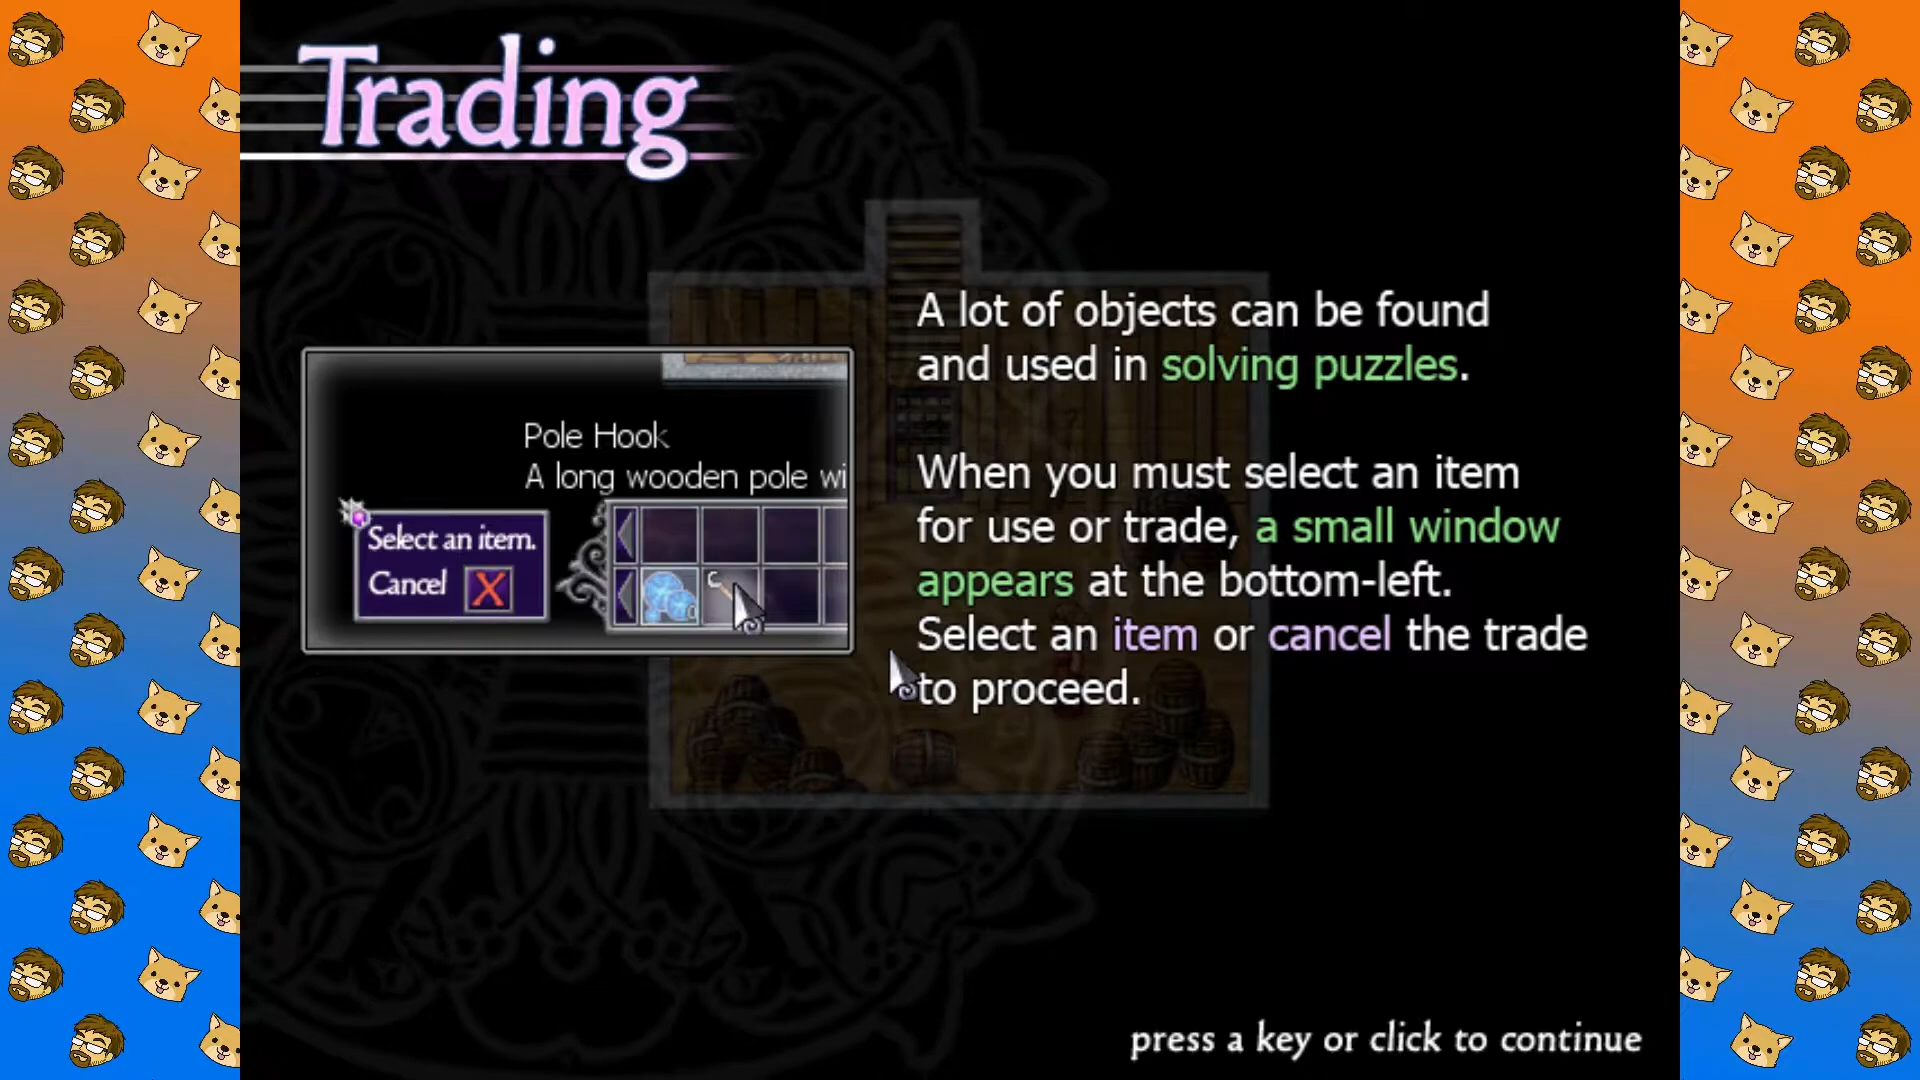 Trading
A lot of objects can be found
and used in solving puzzles.
Pole Hook
A long wooden pole wi
Select an item.
Cancel X
When you must select an item
for use or trade, a small window
appears at the bottom-left.
Select an item or cancel the trade
to proceed.
press a key or click to continue